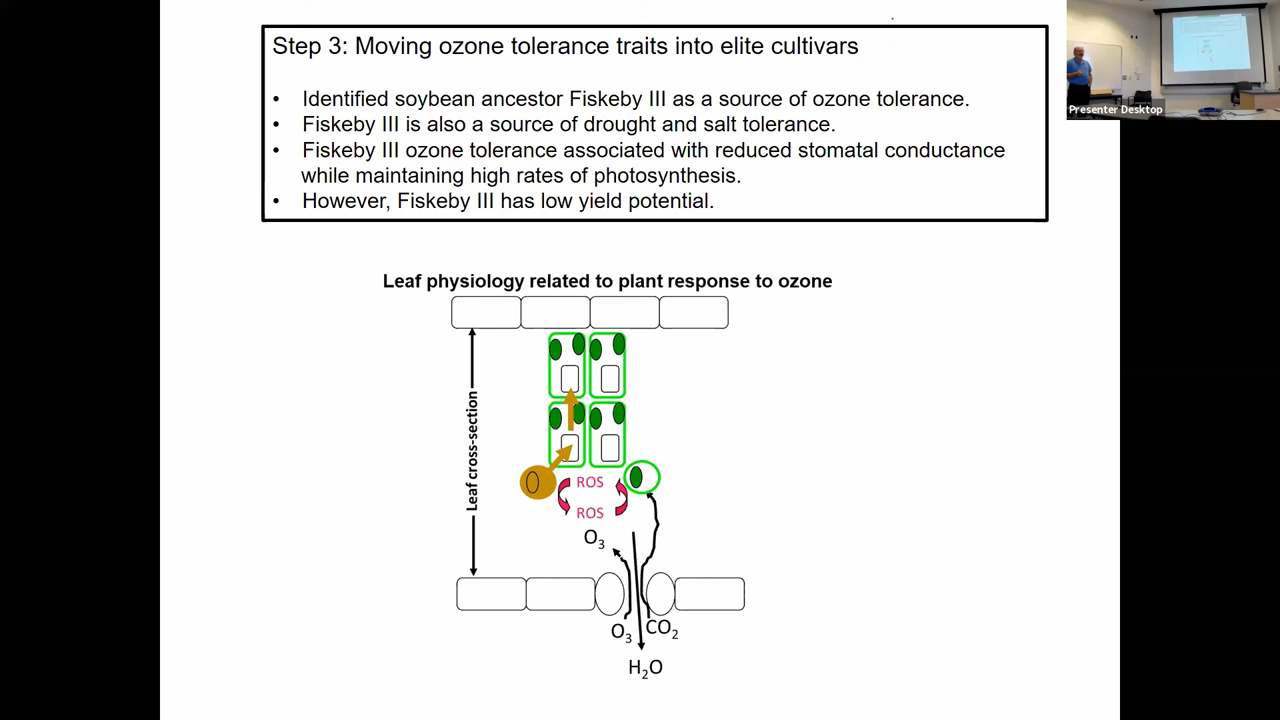 Step 3: Moving ozone tolerance traits into elite cultivars
• Identified soybean ancestor Fiskeby III as a source of ozone tolerance.
• Fiskeby III is also a source of drought and salt tolerance.
• Fiskeby III ozone tolerance associated with reduced stomatal conductance
while maintaining high rates of photosynthesis.
• However, Fiskeby III has low yield potential.
Presenter Desktop
Leaf physiology related to plant response to ozone
Leaf cross-section
ROS
ROS
O3
O3
CO2
H2O